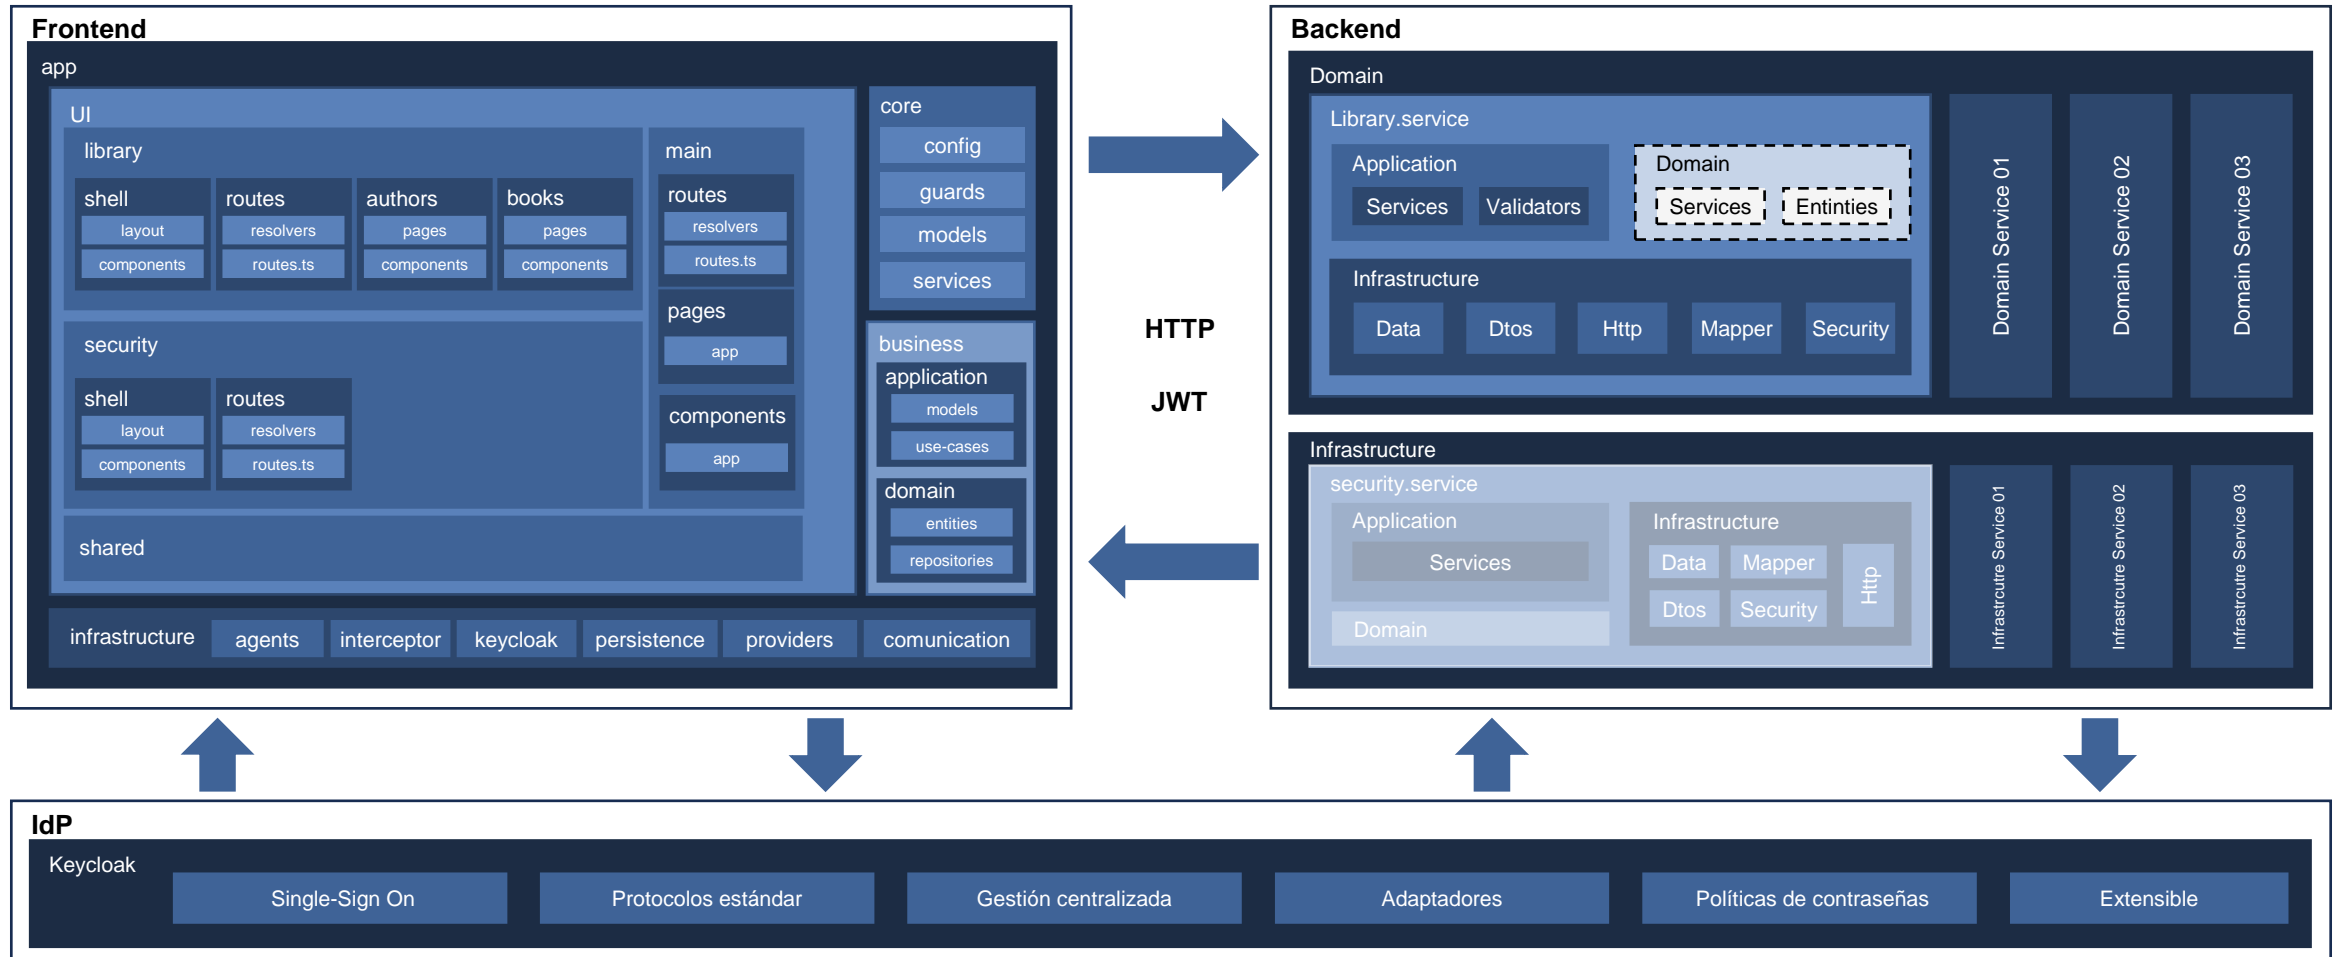 Frontend
app
UI
library
shell
layout
components
routes
resolvers
routes.ts
authors
pages
components
books
pages
components
main
routes
resolvers
routes.ts
pages
app
components
app
security
shell
layout
components
routes
resolvers
routes.ts
shared
core
config
guards
models
services
business
application
models
use-cases
domain
entities
repositories
infrastructure
agents
interceptor
keycloak
persistence
providers
comunication
HTTP
JWT
Backend
Domain
Library.service
Application
Services
Validators
Domain
Services
Entinties
Infrastructure
Data
Dtos
Http
Mapper
Security
Domain Service 01
Domain Service 02
Domain Service 03
Infrastructure
security.service
Application
Services
Domain
Infrastructure
Data
Mapper
Dtos
Security
Http
Infrastrcutre Service 01
Infrastrcutre Service 02
Infrastrcutre Service 03
IdP
Keycloak
Single-Sign On
Protocolos estándar
Gestión centralizada
Adaptadores
Políticas de contraseñas
Extensible